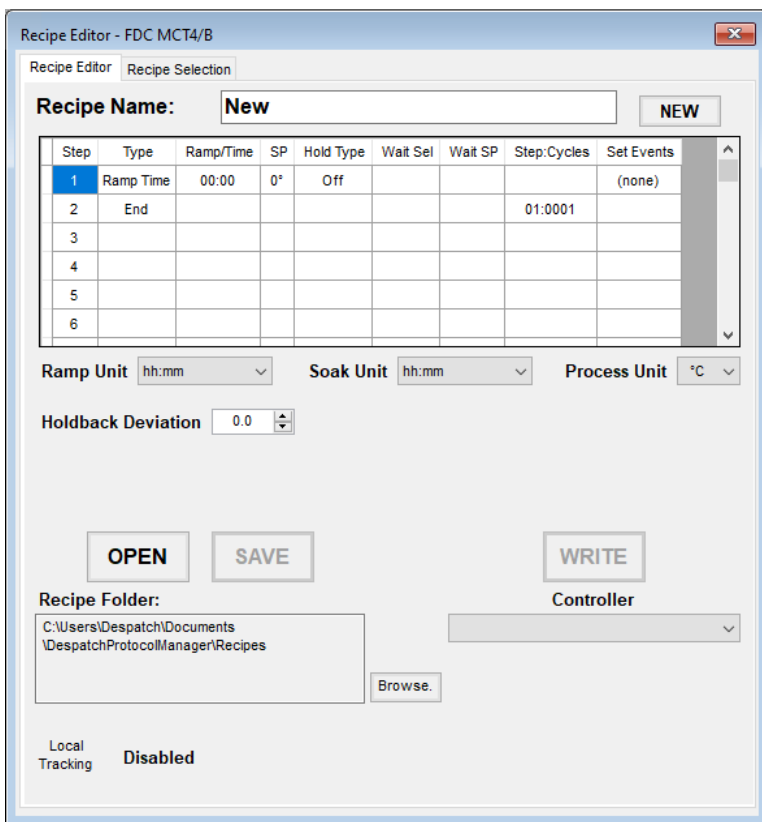 Recipe Editor - FDC MCT4/B
Recipe Editor Recipe Selection
Recipe Name: New NEW
Step Type Ramp/Time SP Hold Type Wait Sel Wait SP Step:Cycles Set Events
1 Ramp Time 00:00 0° Off (none)
2 End 01:0001
3
4
5
6
Ramp Unit hh:mm Soak Unit hh:mm Process Unit °C
Holdback Deviation 0.0
OPEN SAVE WRITE
Recipe Folder: Controller
C:\Users\Despatch\Documents
\DespatchProtocolManager\Recipes
Browse.
Local
Tracking Disabled